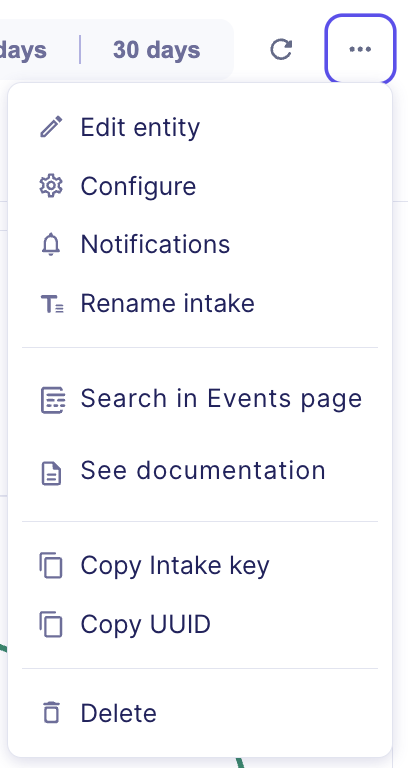 days
30 days
Edit entity
Configure
Notifications
Rename intake
Search in Events page
See documentation
Copy Intake key
Copy UUID
Delete